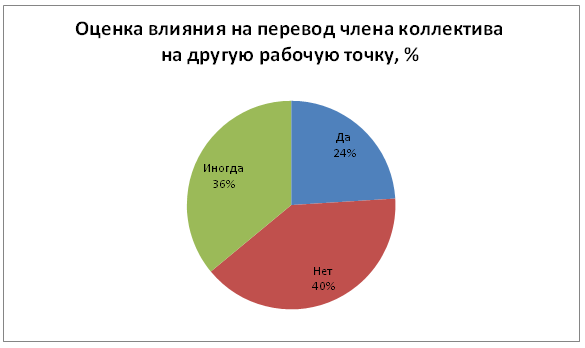 Оценка влияния на перевод члена коллектива
на другую рабочую точку, %
Да
24%
Иногда
36%
Нет
40%